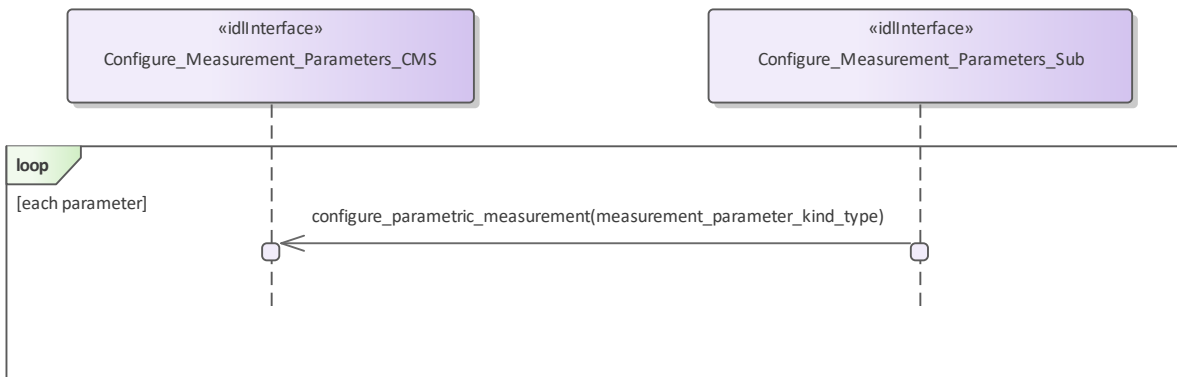 «idlInterface»
Configure_Measurement_Parameters_CMS
«idlInterface»
Configure_Measurement_Parameters_Sub
loop
[each parameter]
configure_parametric_measurement(measurement_parameter_kind_type)